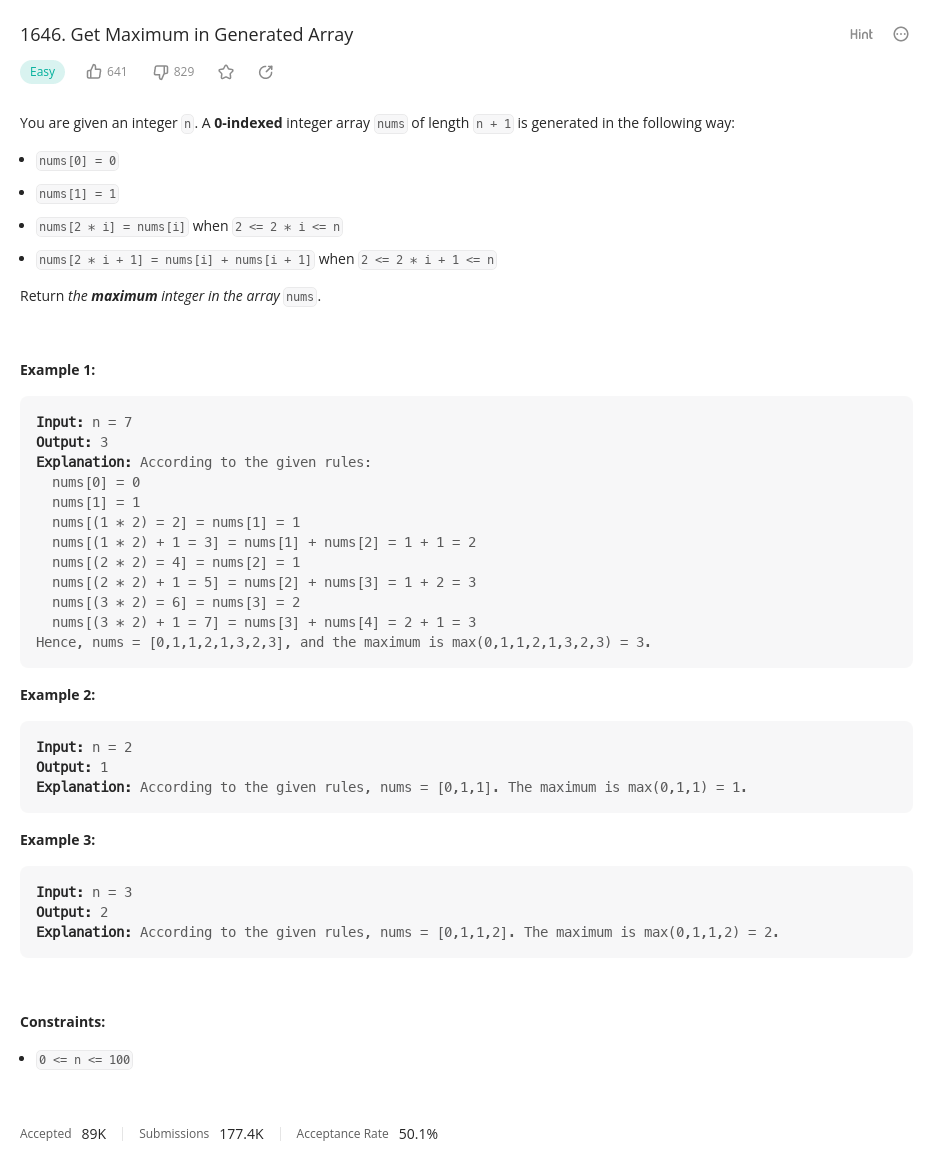 1646. Get Maximum in Generated Array
Hint
Easy 641 829
You are given an integer n. A 0-indexed integer array nums of length n + 1 is generated in the following way:
• nums[0] = 0
• nums[1] = 1
• nums[2 * i] = nums[i] when 2 <= 2 * i <= n
• nums[2 * i + 1] = nums[i] + nums[i + 1] when 2 <= 2 * i + 1 <= n
Return the maximum integer in the array nums.
Example 1:
Input: n = 7
Output: 3
Explanation: According to the given rules:
nums[0] = 0
nums[1] = 1
nums[(1 * 2) = 2] = nums[1] = 1
nums[(1 * 2) + 1 = 3] = nums[1] + nums[2] = 1 + 1 = 2
nums[(2 * 2) = 4] = nums[2] = 1
nums[(2 * 2) + 1 = 5] = nums[2] + nums[3] = 1 + 2 = 3
nums[(3 * 2) = 6] = nums[3] = 2
nums[(3 * 2) + 1 = 7] = nums[3] + nums[4] = 2 + 1 = 3
Hence, nums = [0,1,1,2,1,3,2,3], and the maximum is max(0,1,1,2,1,3,2,3) = 3.
Example 2:
Input: n = 2
Output: 1
Explanation: According to the given rules, nums = [0,1,1]. The maximum is max(0,1,1) = 1.
Example 3:
Input: n = 3
Output: 2
Explanation: According to the given rules, nums = [0,1,1,2]. The maximum is max(0,1,1,2) = 2.
Constraints:
• 0 <= n <= 100
Accepted 89K Submissions 177.4K Acceptance Rate 50.1%